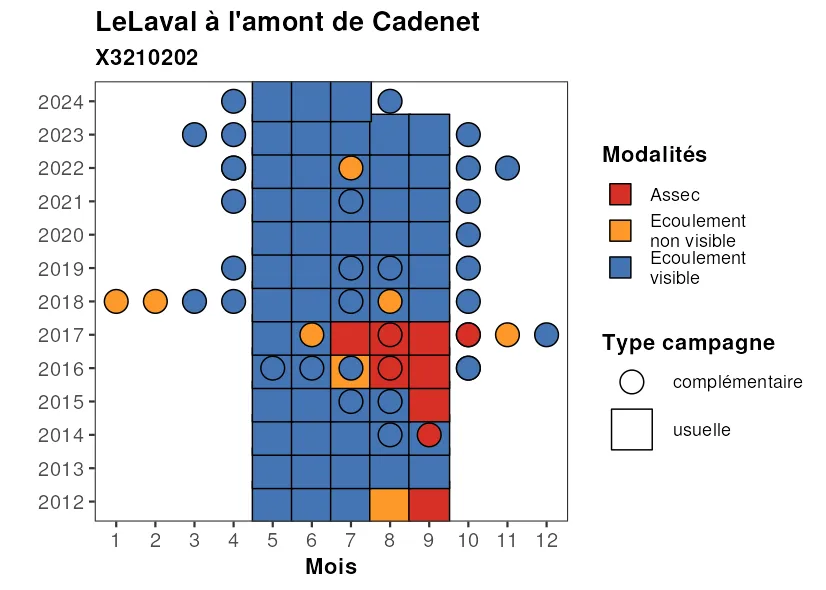 LeLaval à l'amont de Cadenet
X3210202
2024
2023
2022
2021
2020
2019
2018
2017
2016
2015
2014
2013
2012
1 2 3 4 5 6 7 8 9 10 11 12
Mois
Modalités
Assec
Ecoulement
non visible
Ecoulement
visible
Type campagne
complémentaire
usuelle